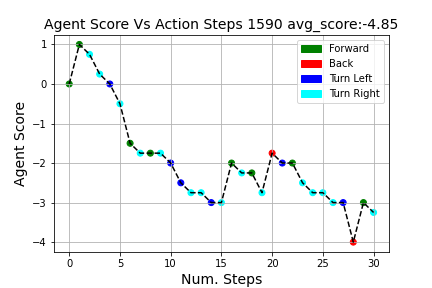 Agent Score Vs Action Steps 1590 avg_score:-4.85
Forward
Back
Turn Left
Turn Right
Agent Score
1
0
−1
−2
−3
−4
0 5 10 15 20 25 30
Num. Steps